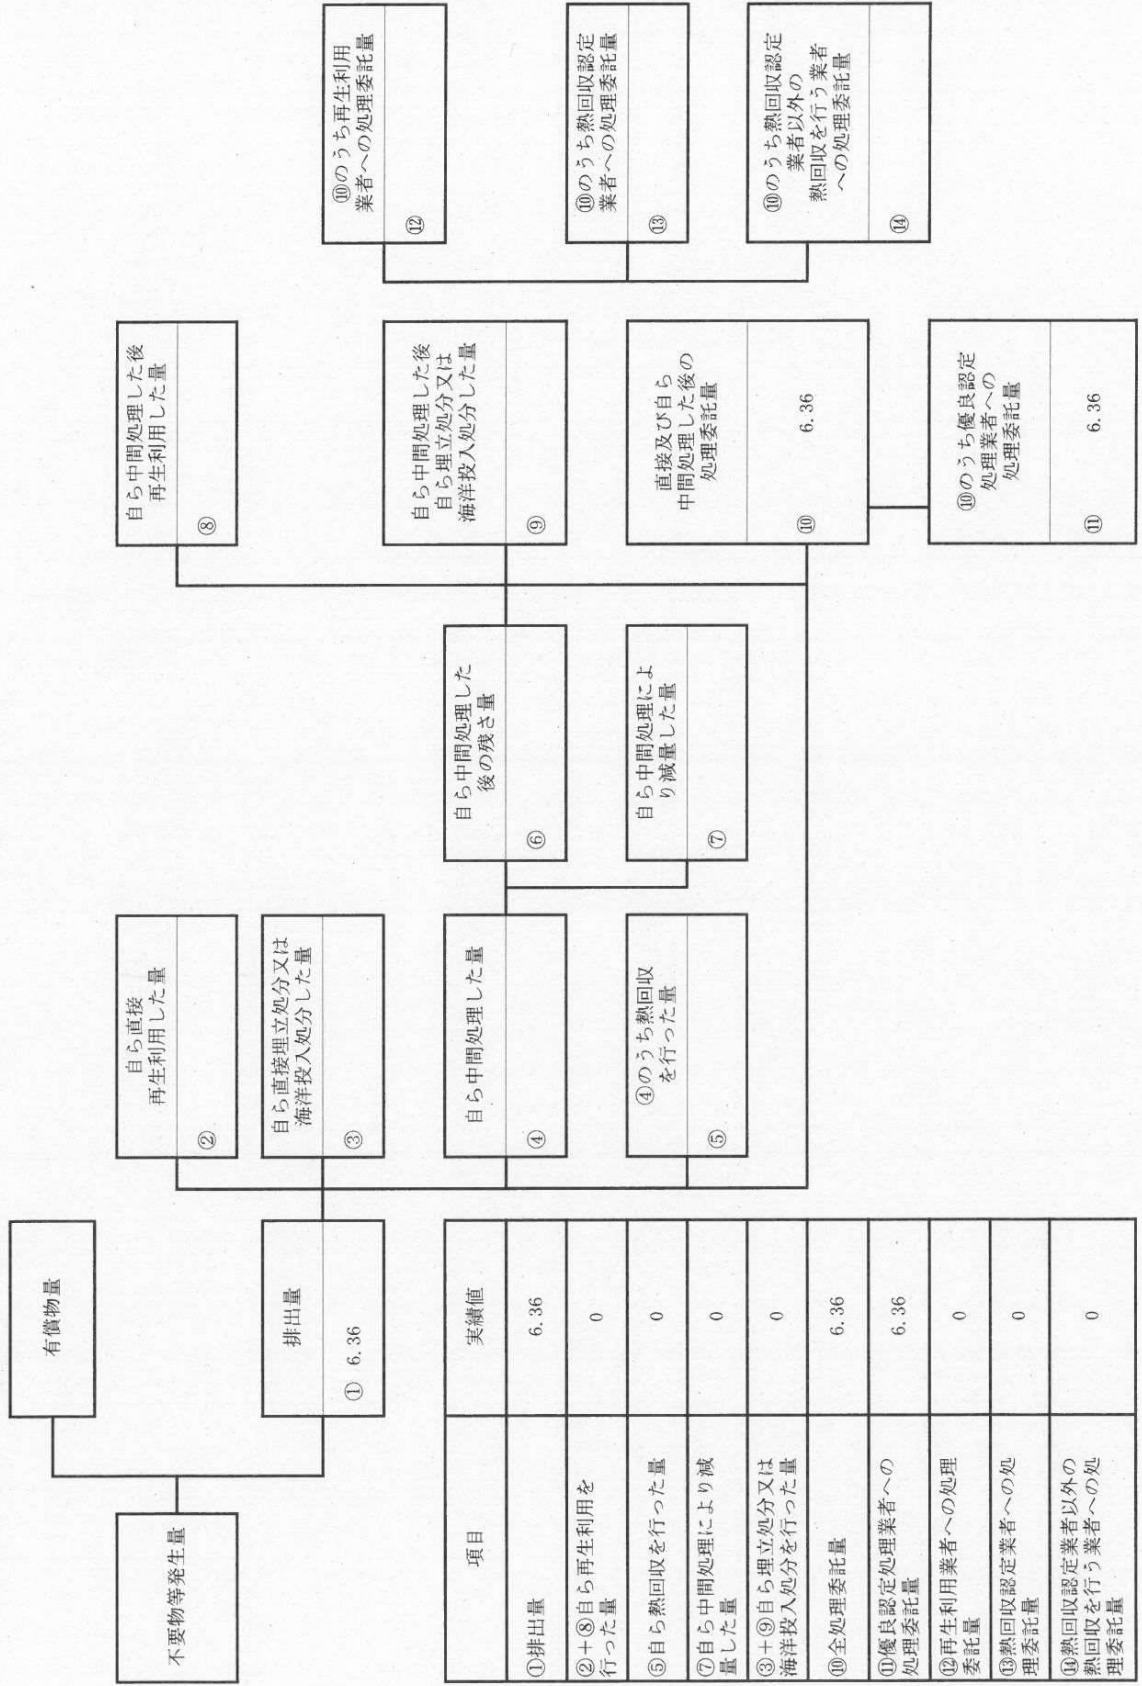 不要物等発生量
有償物量
排出量
① 6.36
自ら直接
再生利用した量
②
自ら直接埋立処分又は
海洋投入処分した量
③
自ら中間処理した量
④
④のうち熱回収
を行った量
⑤
自ら中間処理した
後の残さ量
⑥
自ら中間処理によ
り減量した量
⑦
自ら中間処理した後
再生利用した量
⑧
自ら中間処理した後
自ら埋立処分又は
海洋投入処分した量
⑨
直接及び自ら
中間処理した後の
処理委託量
⑩ 6.36
⑩のうち優良認定
処理業者への
処理委託量
⑪ 6.36
⑩のうち再生利用
業者への処理委託量
⑫
⑩のうち熱回収認定
業者への処理委託量
⑬
⑩のうち熱回収認定
業者以外の
熱回収を行う業者
への処理委託量
⑭
項目 実績値
①排出量 6.36
②+⑧自ら再生利用を
行った量 0
⑤自ら熱回収を行った量 0
⑦自ら中間処理により減
量した量 0
③+⑨自ら埋立処分又は
海洋投入処分を行った量 0
⑩全処理委託量 6.36
⑪優良認定処理業者への
処理委託量 6.36
⑫再生利用業者への処理
委託量 0
⑬熱回収認定業者への処
理委託量 0
⑭熱回収認定業者以外の
熱回収を行う業者への処
理委託量 0